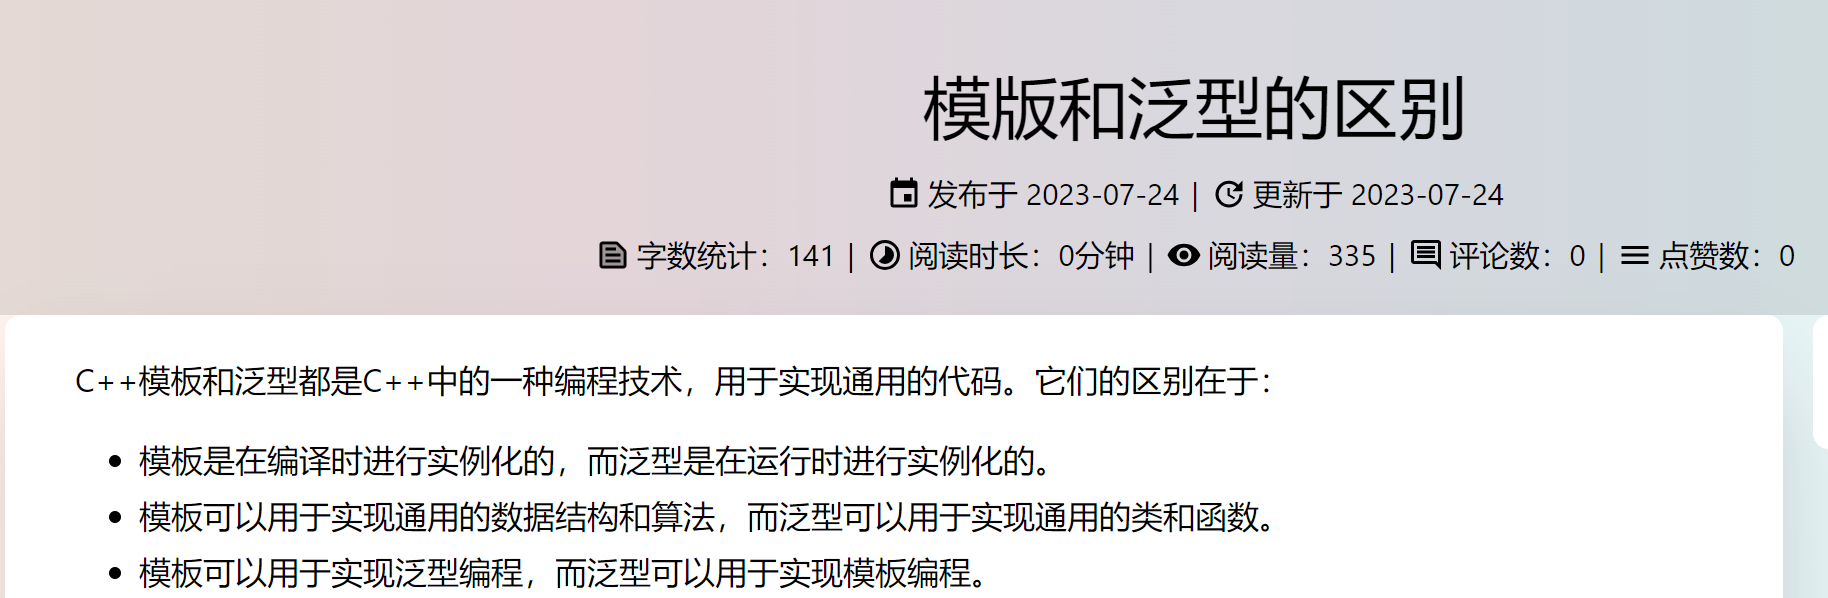 模版和泛型的区别
发布于 2023-07-24 | 更新于 2023-07-24
字数统计：141 | 阅读时长：0分钟 | 阅读量：335 | 评论数：0 | 点赞数：0
C++模板和泛型都是C++中的一种编程技术，用于实现通用的代码。它们的区别在于：
• 模板是在编译时进行实例化的，而泛型是在运行时进行实例化的。
• 模板可以用于实现通用的数据结构和算法，而泛型可以用于实现通用的类和函数。
• 模板可以用于实现泛型编程，而泛型可以用于实现模板编程。